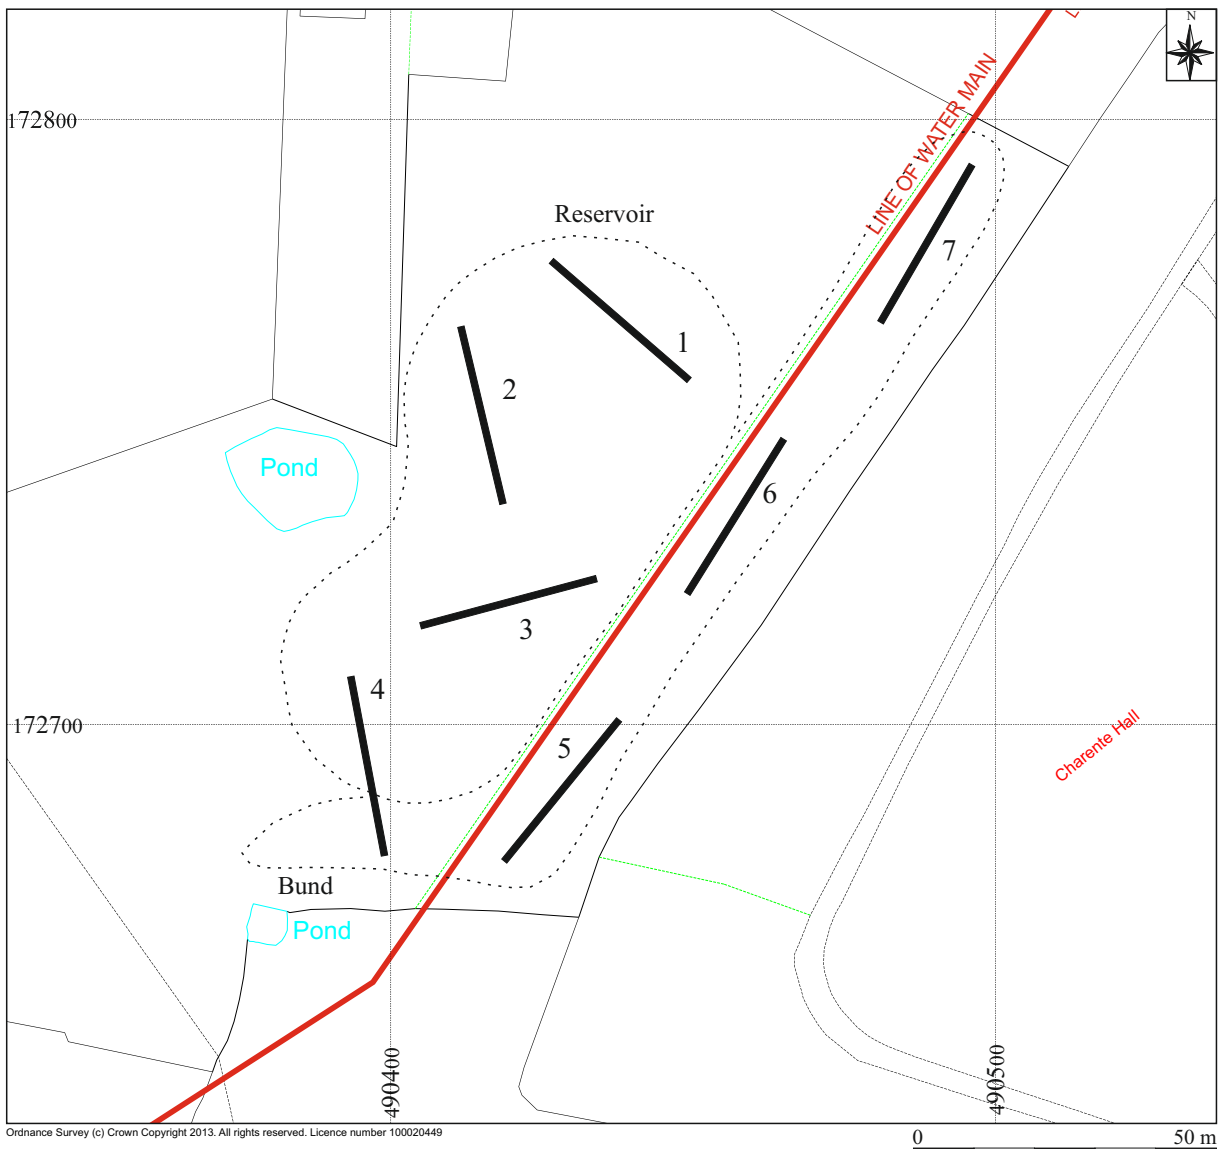 N
L
172800
LINE OF WATER MAIN
Reservoir
7
1
2
Pond
6
3
4
172700
5
Charente Hall
Bund
Pond
490400
490500
Ordnance Survey (c) Crown Copyright 2013. All rights reserved. Licence number 100020449
0 50 m